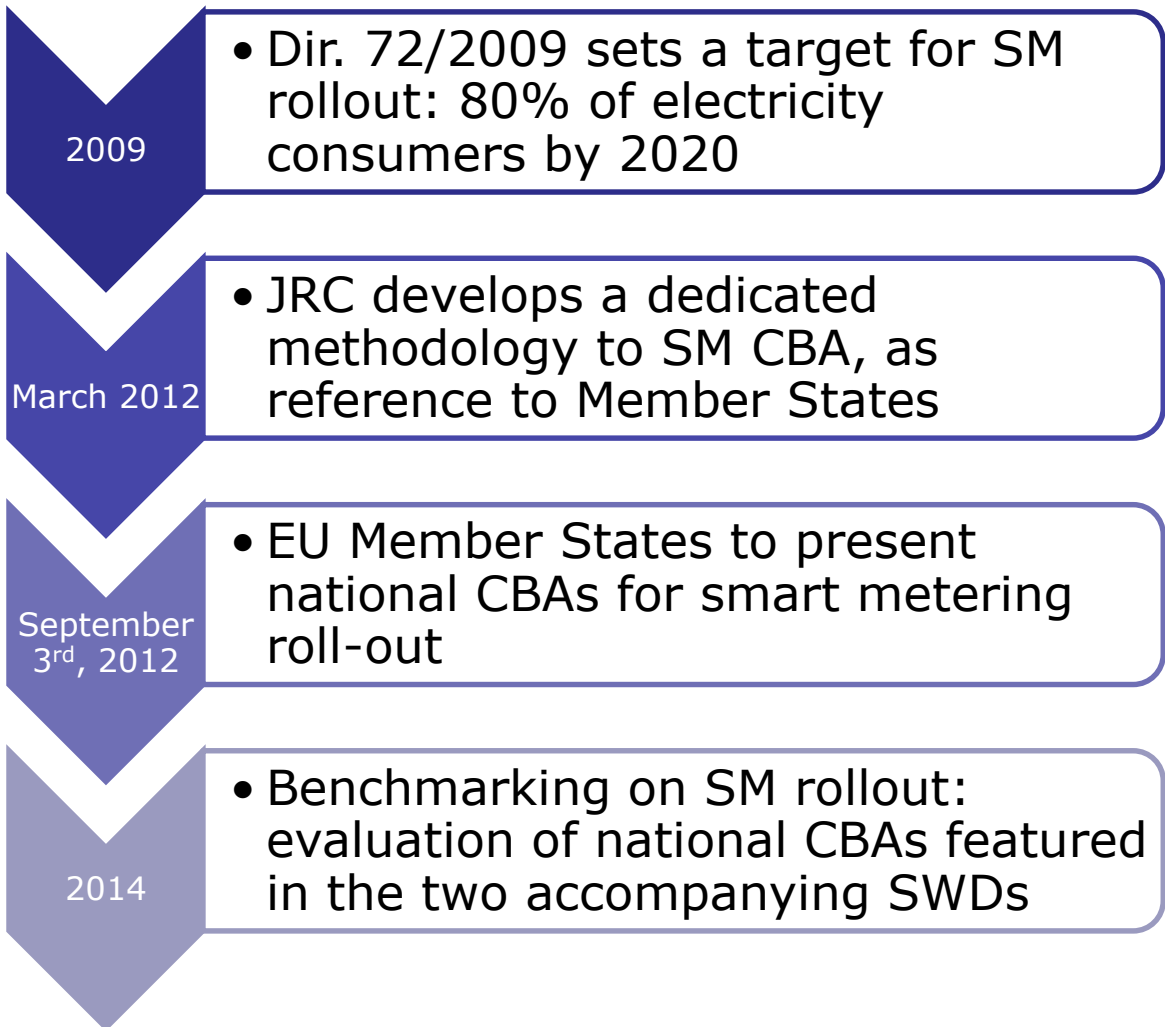 2009
• Dir. 72/2009 sets a target for SM
rollout: 80% of electricity
consumers by 2020
March 2012
• JRC develops a dedicated
methodology to SM CBA, as
reference to Member States
September
3rd, 2012
• EU Member States to present
national CBAs for smart metering
roll-out
2014
• Benchmarking on SM rollout:
evaluation of national CBAs featured
in the two accompanying SWDs